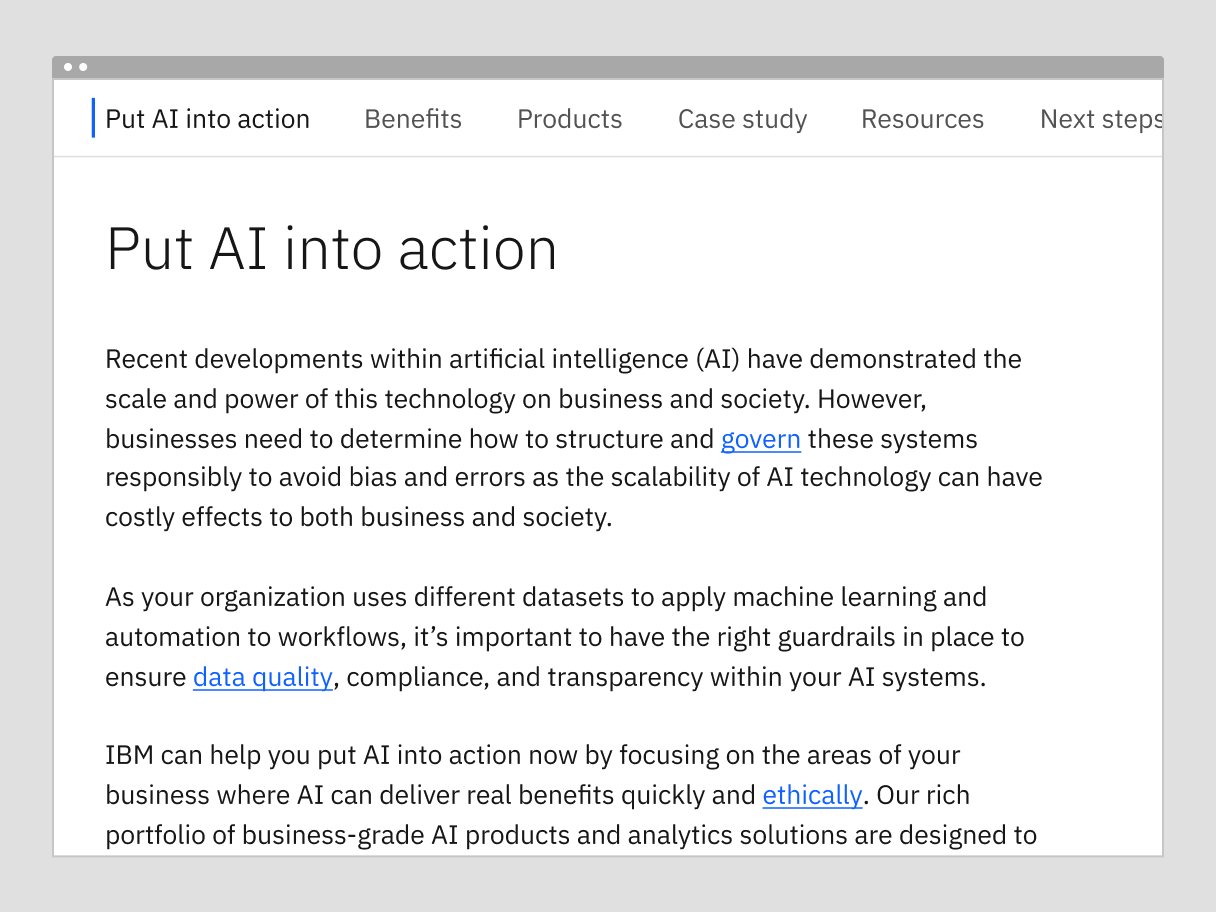 Put AI into action Benefits Products Case study Resources Next steps
Put AI into action
Recent developments within artificial intelligence (AI) have demonstrated the
scale and power of this technology on business and society. However,
businesses need to determine how to structure and govern these systems
responsibly to avoid bias and errors as the scalability of AI technology can have
costly effects to both business and society.
As your organization uses different datasets to apply machine learning and
automation to workflows, it’s important to have the right guardrails in place to
ensure data quality, compliance, and transparency within your AI systems.
IBM can help you put AI into action now by focusing on the areas of your
business where AI can deliver real benefits quickly and ethically. Our rich
portfolio of business-grade AI products and analytics solutions are designed to